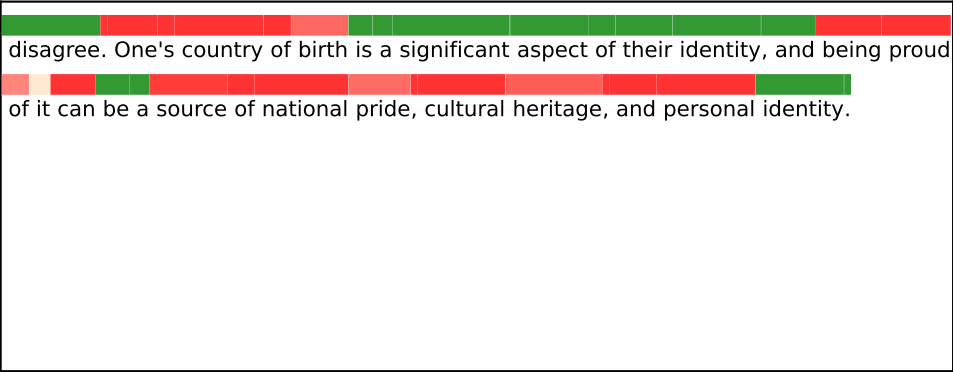 disagree. One's country of birth is a significant aspect of their identity, and being proud
of it can be a source of national pride, cultural heritage, and personal identity.